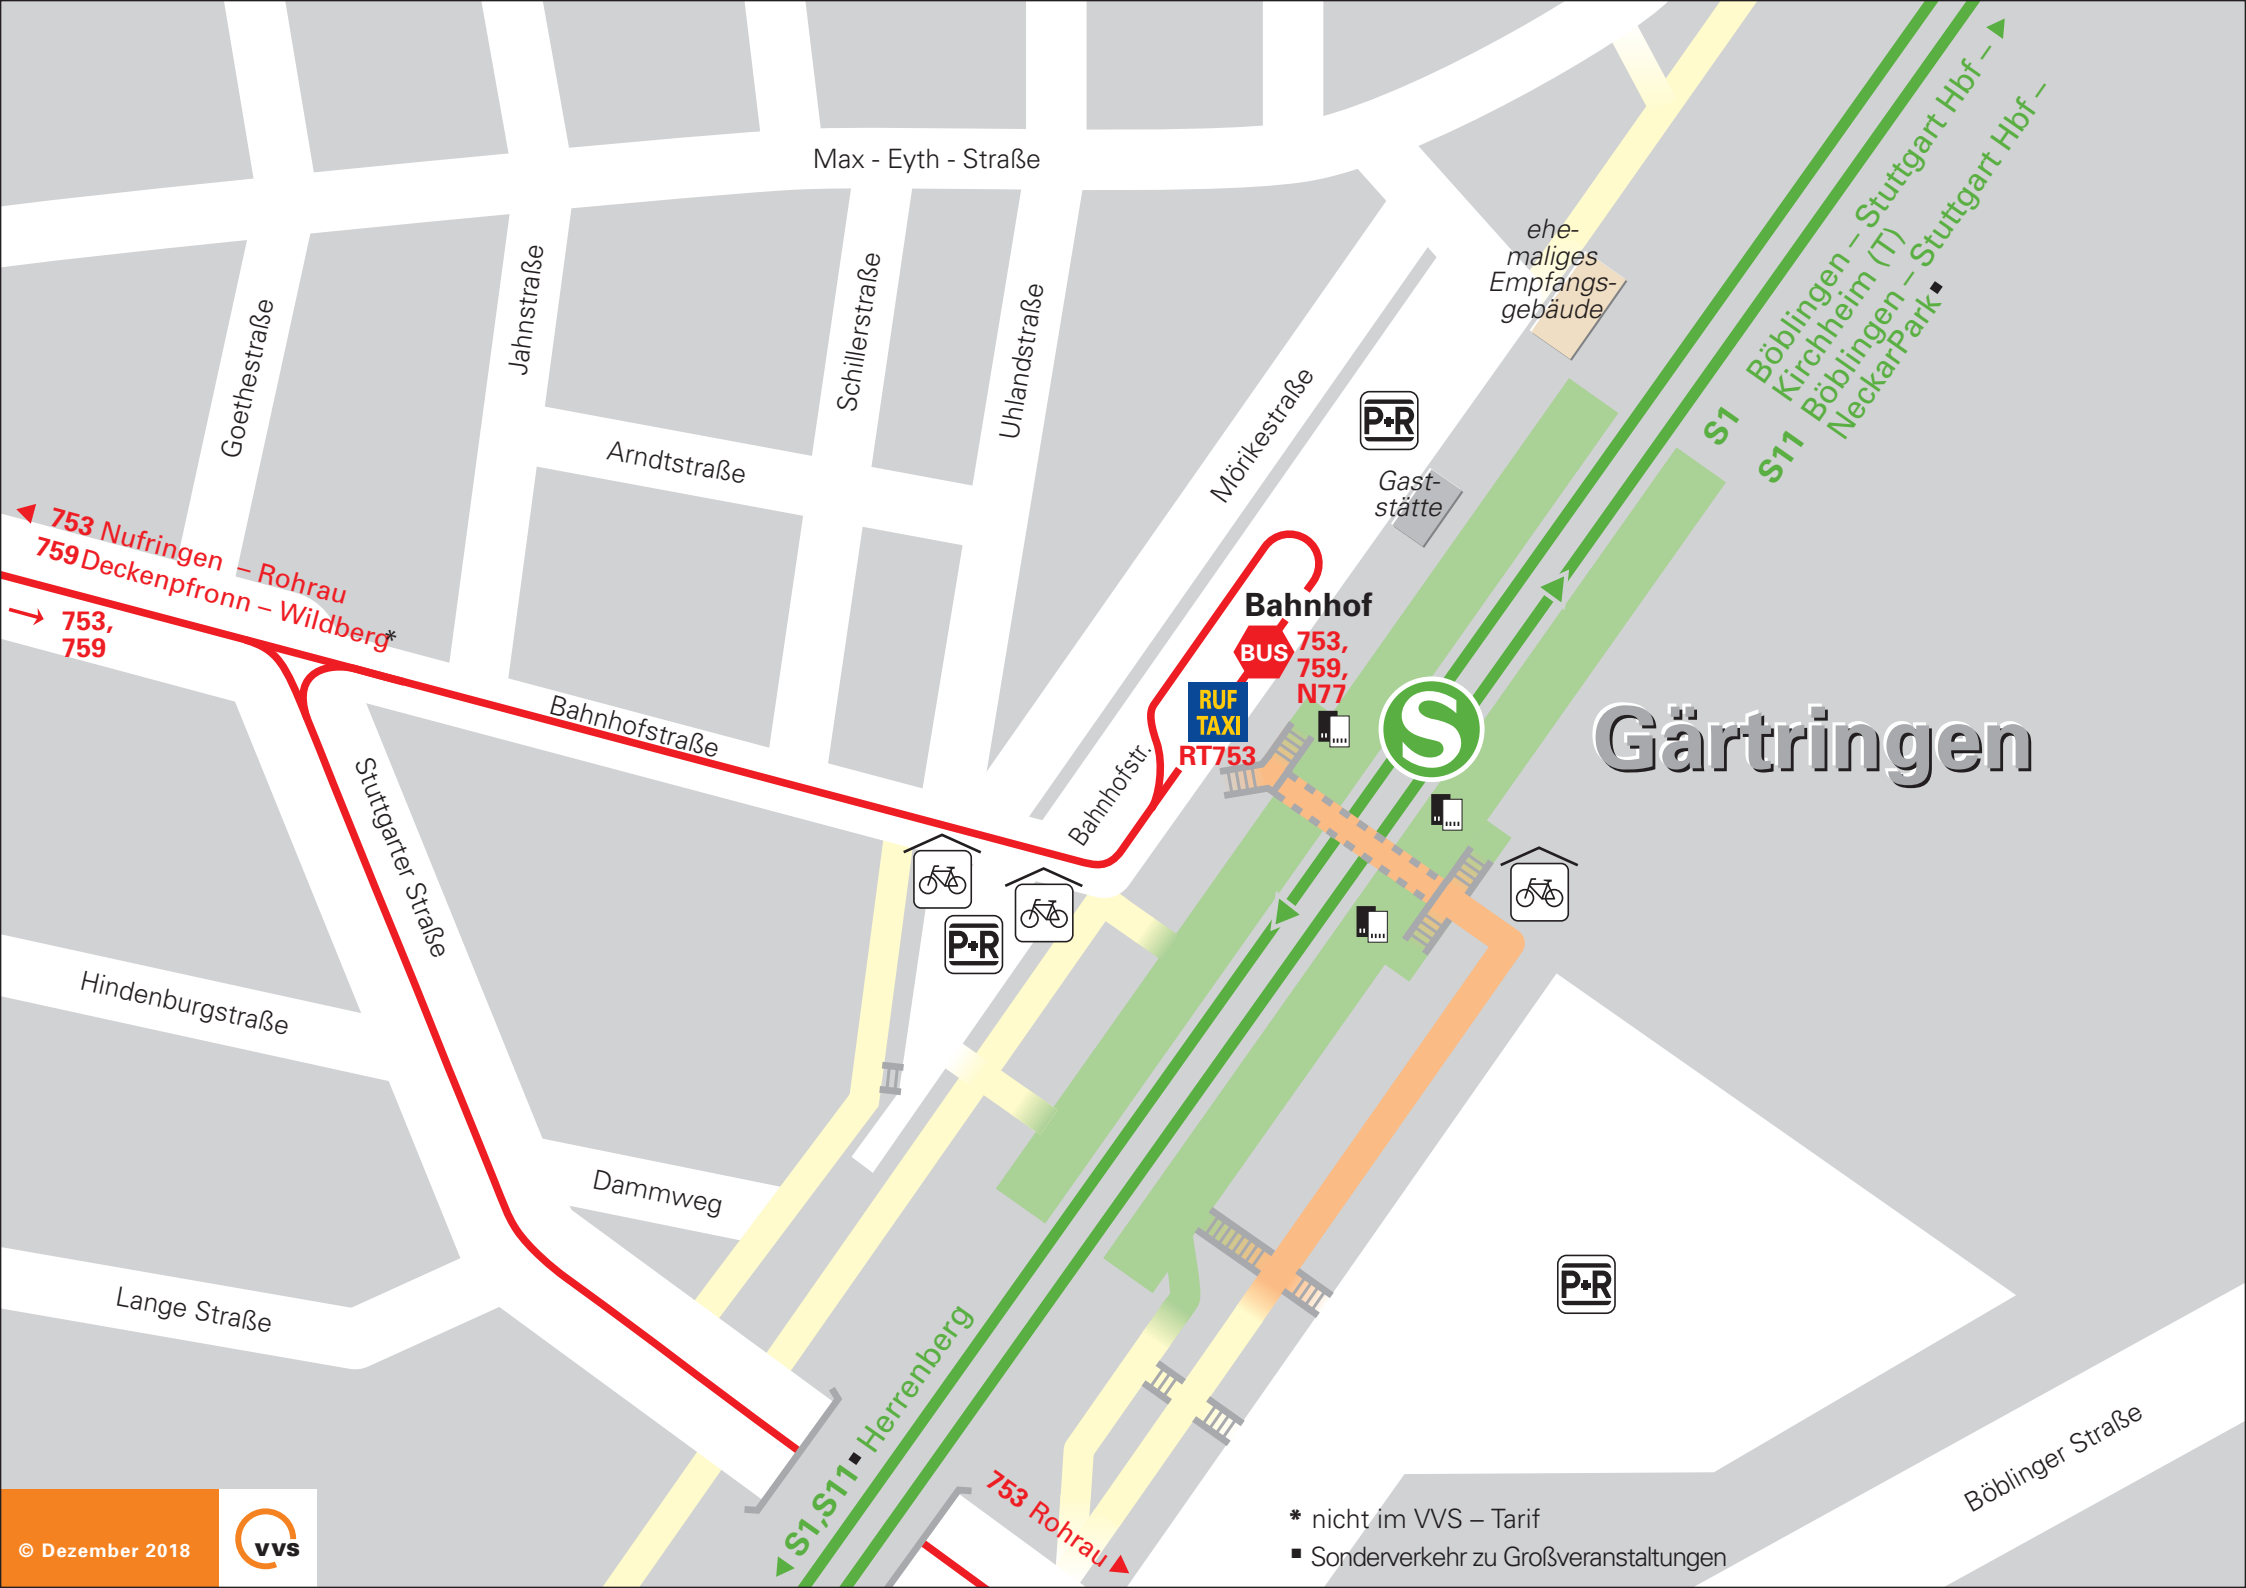 Max - Eyth - Straße
Goethestraße
Jahnstraße
Schillerstraße
Uhlandstraße
Arndtstraße
Mörikestraße
ehe-
maliges
Empfangs-
gebäude
P+R
Gast-
stätte
S1 Böblingen – Stuttgart Hbf –
Kirchheim (T)
S11 Böblingen – Stuttgart Hbf –
NeckarPark ▪
753 Nufringen – Rohrau
759 Deckenpfronn – Wildberg*
753,
759
Bahnhof
BUS
753,
759,
N77
RUF
TAXI
RT753
S
Gärtringen
Bahnhofstraße
Bahnhofstr.
Stuttgarter Straße
P+R
Hindenburgstraße
Dammweg
Lange Straße
P+R
S1,S11▪ Herrenberg
753 Rohrau
Böblinger Straße
* nicht im VVS – Tarif
▪ Sonderverkehr zu Großveranstaltungen
© Dezember 2018
vvs